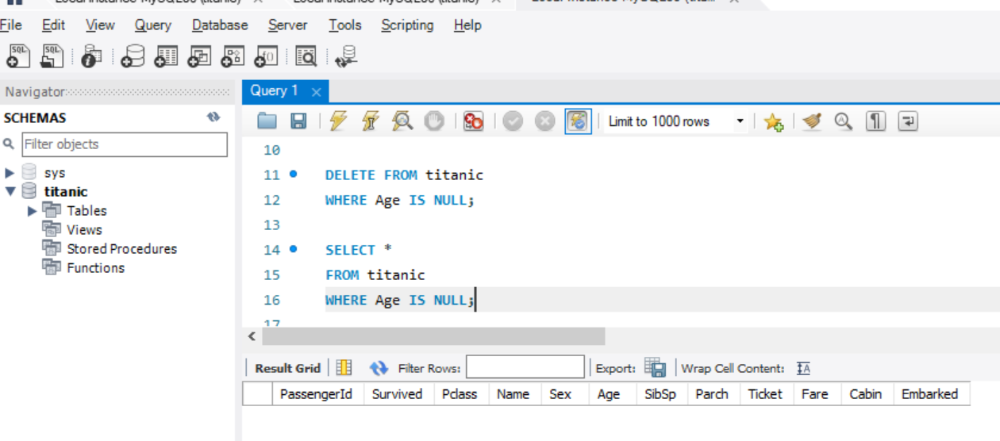 File Edit View Query Database Server Tools Scripting Help
SQL SQL
Navigator
Query 1
SCHEMAS
Limit to 1000 rows
Filter objects
sys
titanic
Tables
Views
Stored Procedures
Functions
10
11 DELETE FROM titanic
12 WHERE Age IS NULL;
13
14 SELECT *
15 FROM titanic
16 WHERE Age IS NULL;
17
Result Grid Filter Rows: Export: Wrap Cell Content:
PassengerId Survived Pclass Name Sex Age SibSp Parch Ticket Fare Cabin Embarked